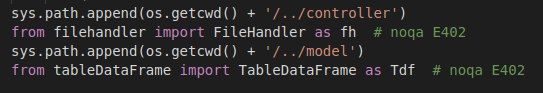 sys.path.append(os.getcwd() + '/../controller')
from filehandler import FileHandler as fh  # noqa E402
sys.path.append(os.getcwd() + '/../model')
from tableDataFrame import TableDataFrame as Tdf  # noqa E402